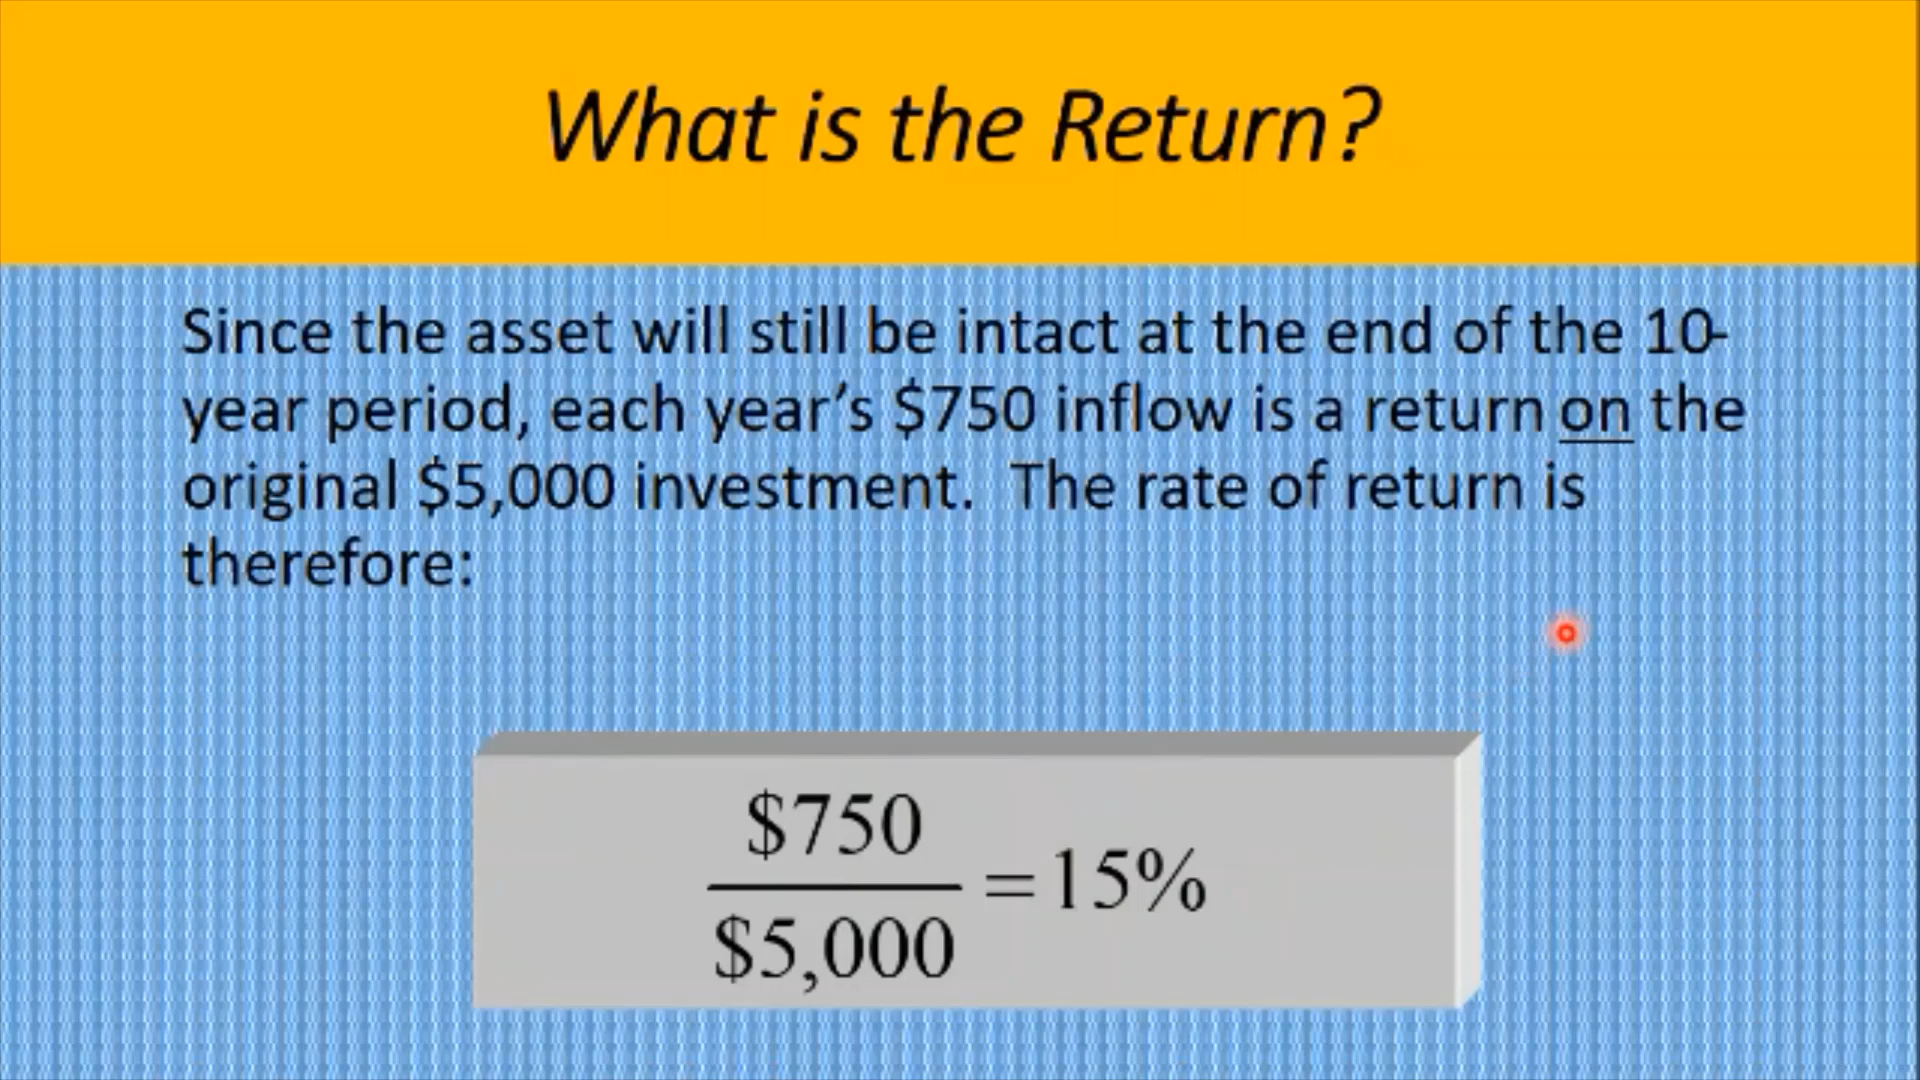 What is the Return?
Since the asset will still be intact at the end of the 10-
year period, each year’s $750 inflow is a return on the
original $5,000 investment.  The rate of return is
therefore:
$750
$5,000
=15%